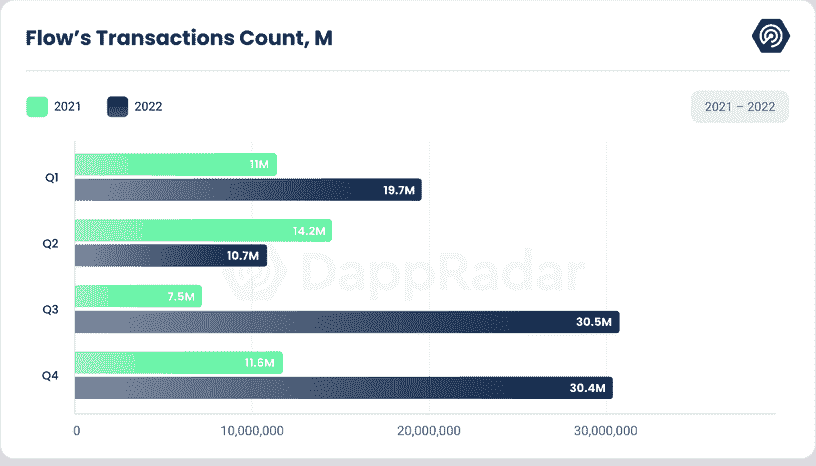 Flow's Transactions Count, M
2021 2022 2021 – 2022
Q1 11M
19.7M
Q2 14.2M
10.7M
DappRadar
Q3 7.5M
30.5M
Q4 11.6M
30.4M
0 10,000,000 20,000,000 30,000,000